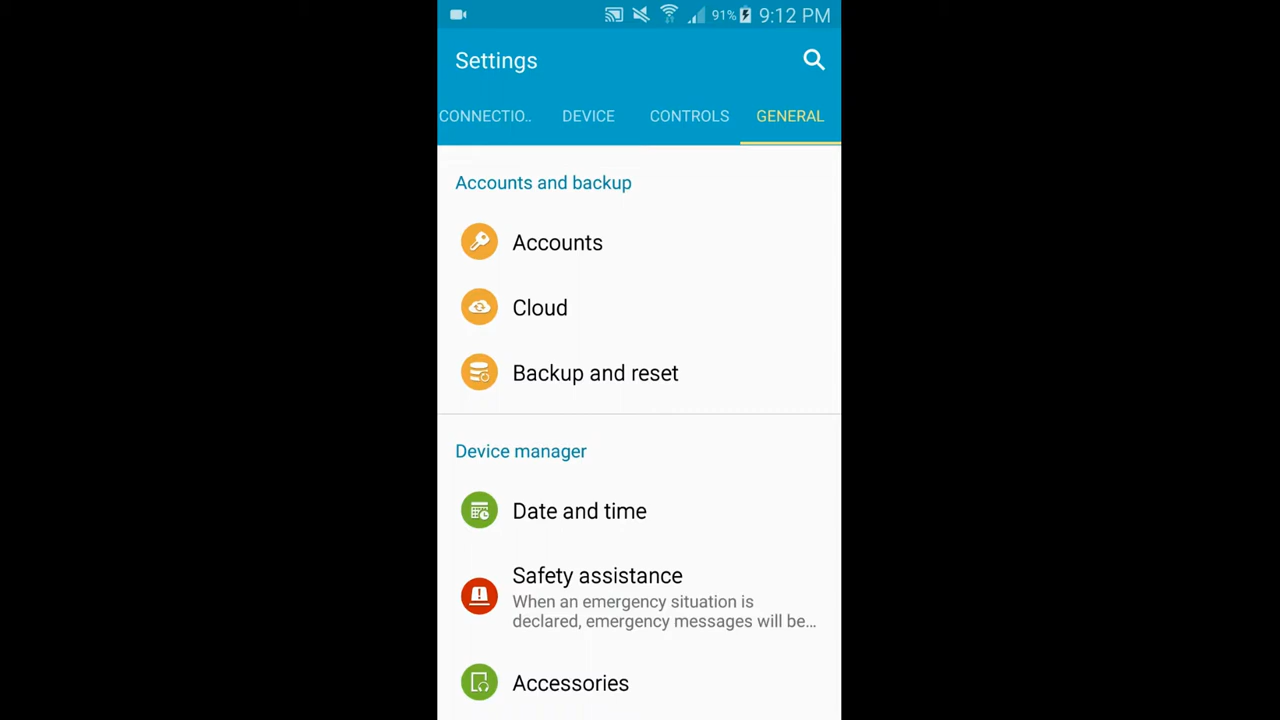 91% 9:12 PM
Settings
CONNECTIO.. DEVICE CONTROLS GENERAL
Accounts and backup
Accounts
Cloud
Backup and reset
Device manager
Date and time
Safety assistance
When an emergency situation is
declared, emergency messages will be...
Accessories